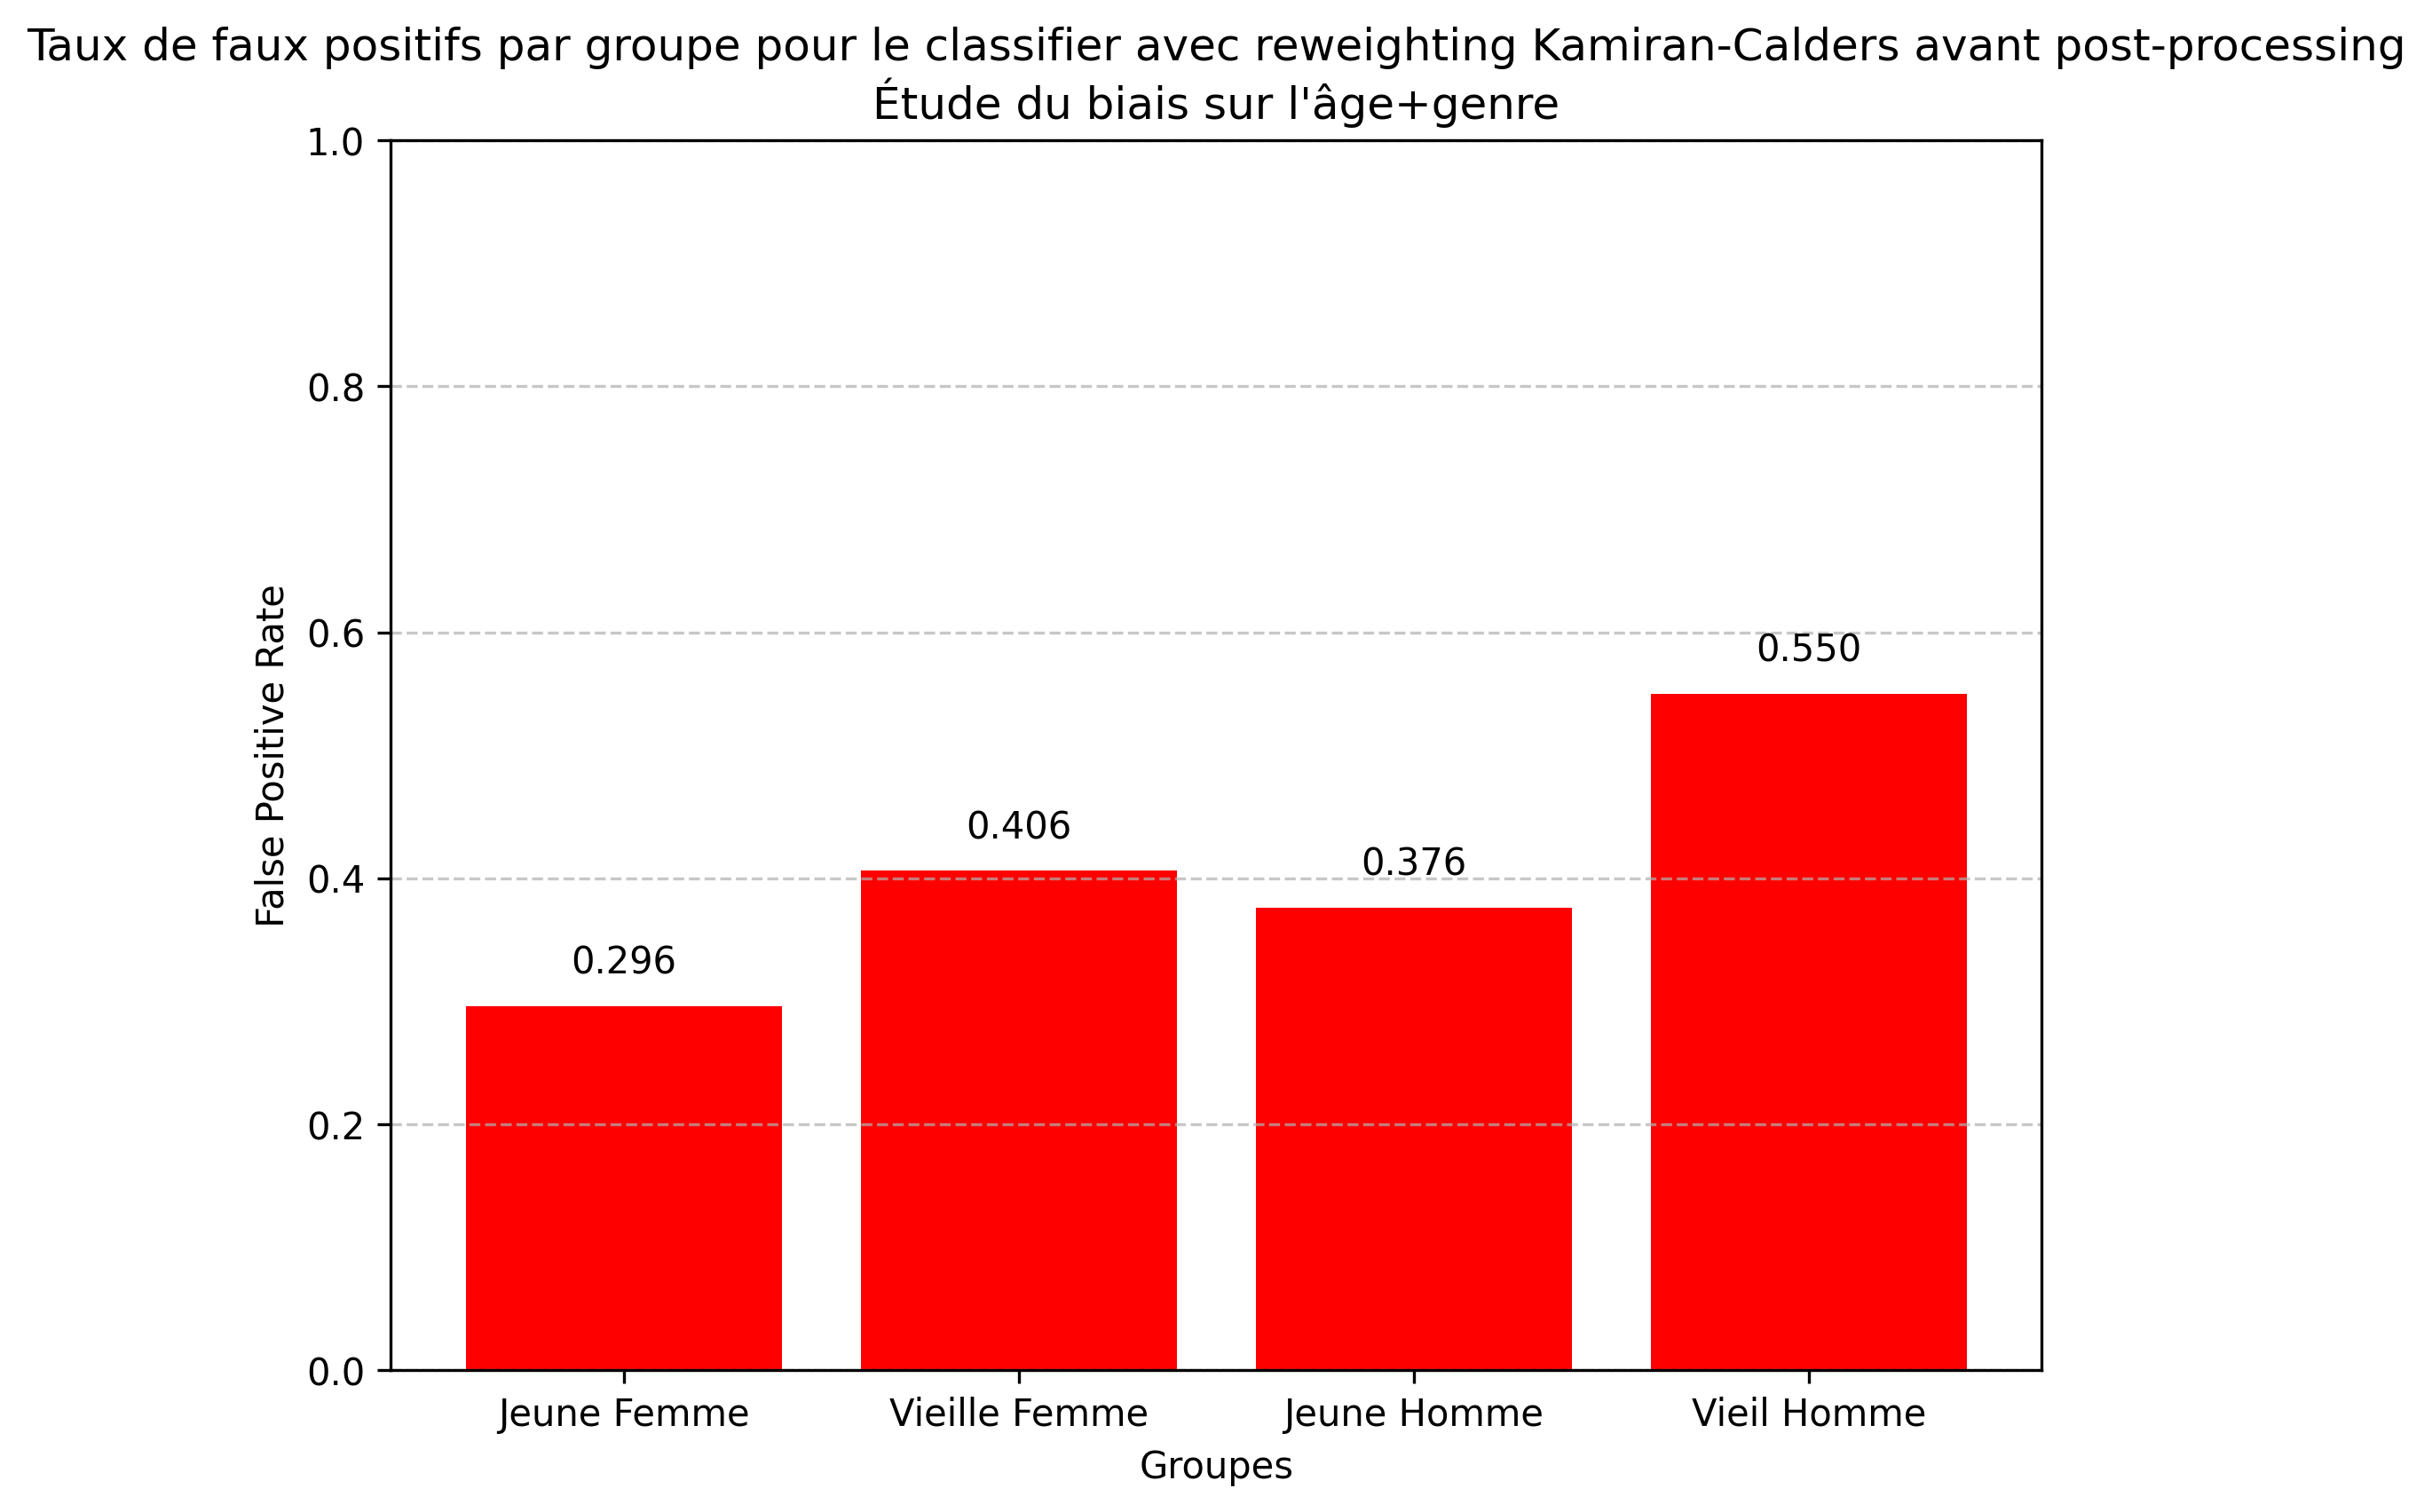 Taux de faux positifs par groupe pour le classifier avec reweighting Kamiran-Calders avant post-processing
Étude du biais sur l'âge+genre
1.0
0.8
0.6
0.4
0.2
0.0
False Positive Rate
0.296
0.406
0.376
0.550
Jeune Femme
Vieille Femme
Jeune Homme
Vieil Homme
Groupes